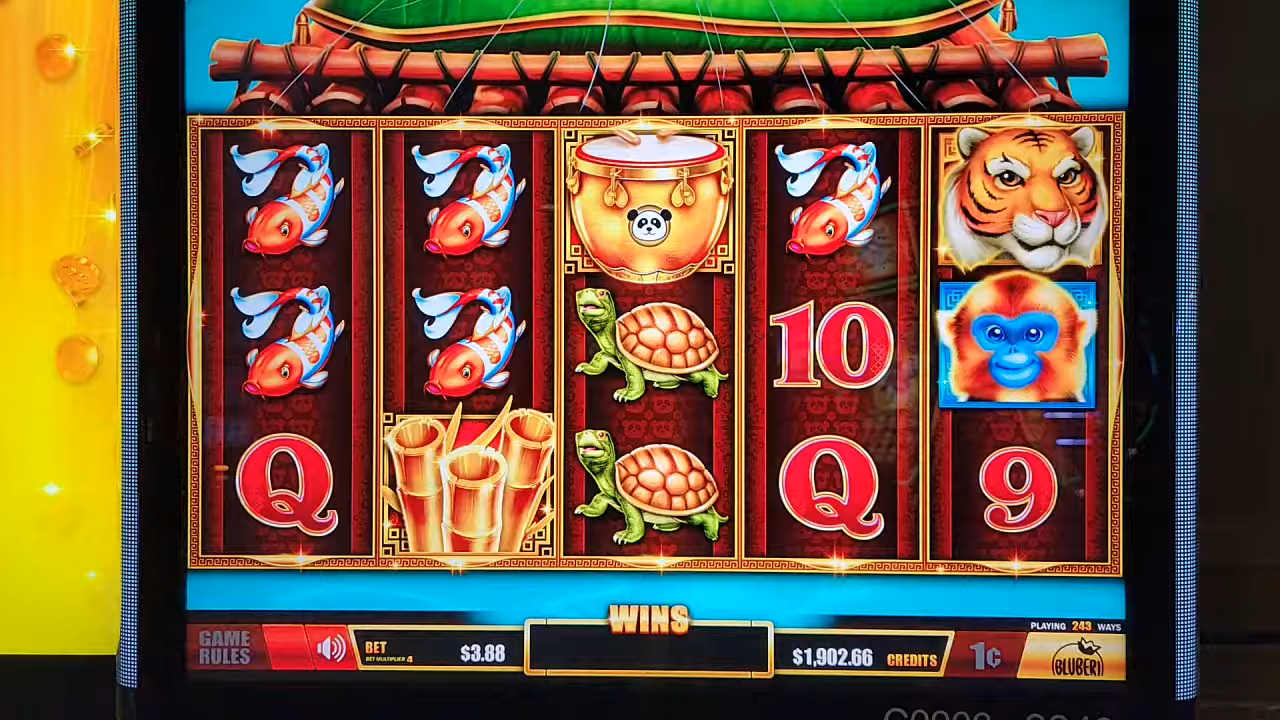 10
Q
Q
9
WINS
PLAYING 243 WAYS
GAME RULES
BET
BET MULTIPLIER 4
$3.88
$1,902.66 CREDITS
1¢
BLUBERI